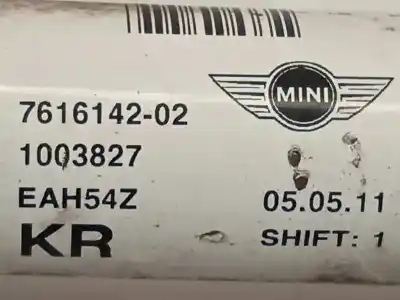 MINI
7616142-02
1003827
EAH54Z
05.05.11
KR
SHIFT: 1